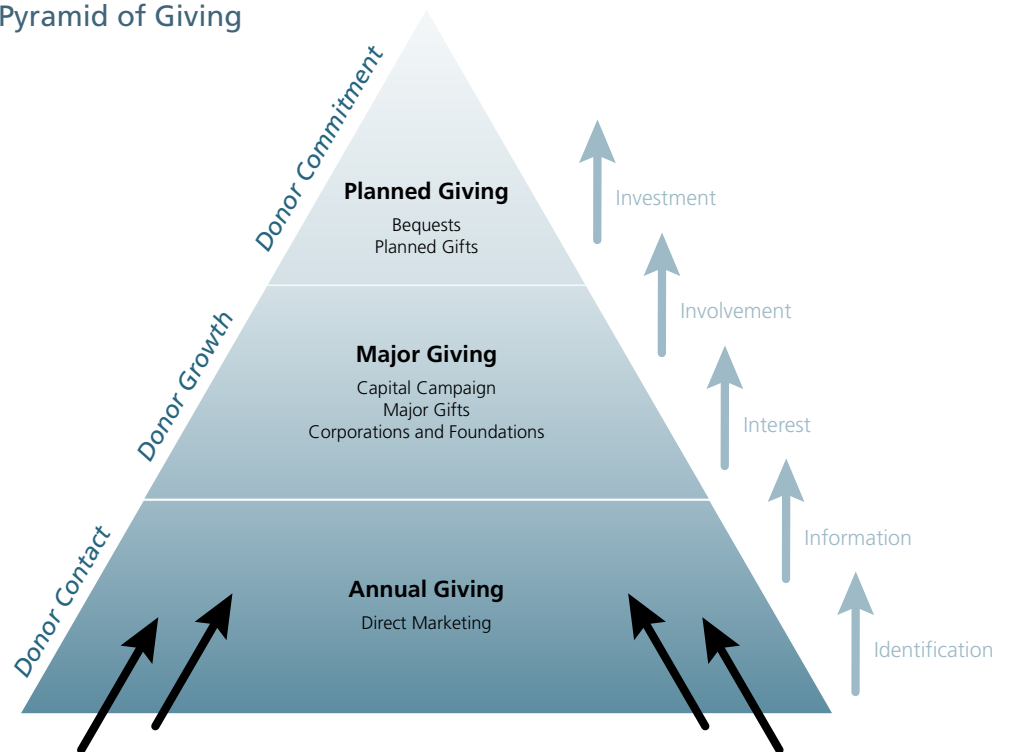 Pyramid of Giving
Donor Commitment
Planned Giving
Bequests
Planned Gifts
Investment
Involvement
Donor Growth
Major Giving
Capital Campaign
Major Gifts
Corporations and Foundations
Interest
Information
Donor Contact
Annual Giving
Direct Marketing
Identification